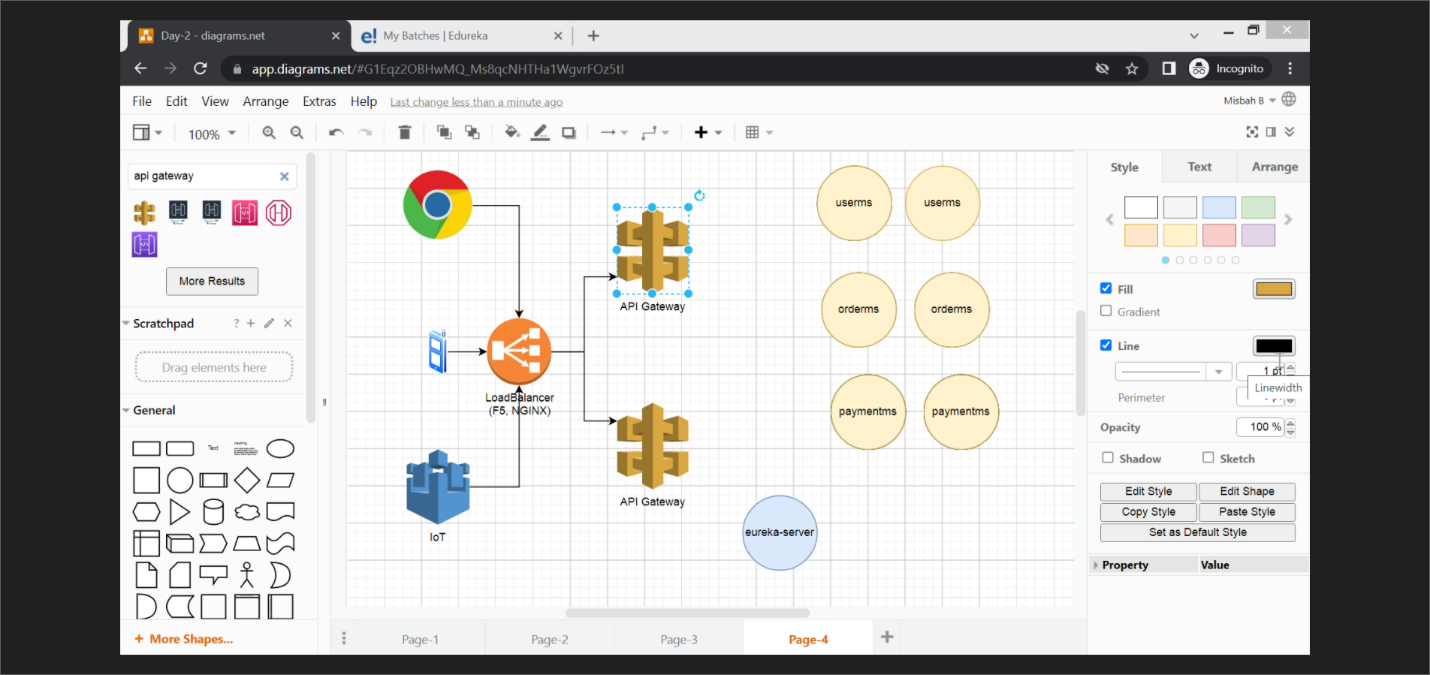 Day-2 - diagrams.net
e! My Batches | Edureka
app.diagrams.net/#G1Eqz2OBHwMQ_Ms8qcNHTHa1WgvrFOz5tI
Incognito
File Edit View Arrange Extras Help Last change less than a minute ago
Misbah B
100%
api gateway
More Results
Scratchpad
?
Drag elements here
General
Text
Heading
More Shapes...
API Gateway
LoadBalancer
(F5, NGINX)
API Gateway
IoT
userms userms
orderms orderms
paymentms paymentms
eureka-server
Page-1 Page-2 Page-3 Page-4
Style Text Arrange
Fill
Gradient
Line
1 pt
Linewidth
Perimeter
Opacity 100 %
Shadow Sketch
Edit Style Edit Shape
Copy Style Paste Style
Set as Default Style
Property Value